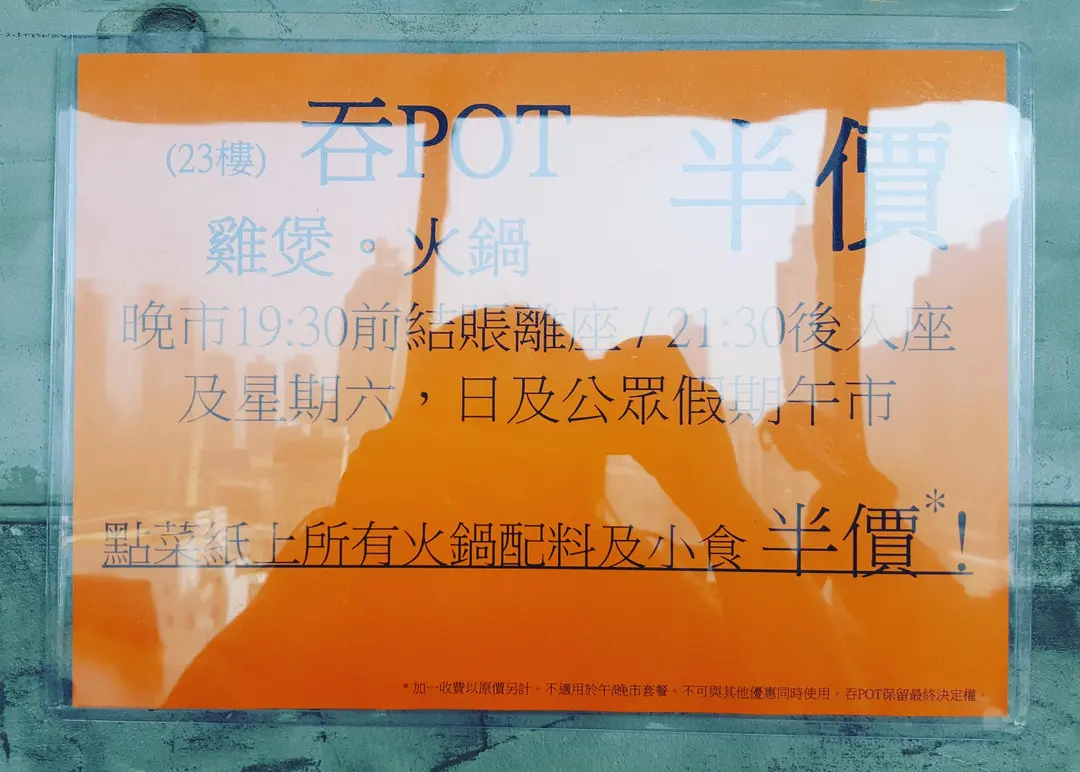 (23樓) 吞POT 半價
雞煲。火鍋
晚市19:30前結賬離座 / 21:30後入座
及星期六，日及公眾假期午市
點菜紙上所有火鍋配料及小食 半價*！
*加一收費以原價另計。不適用於午/晚市套餐。不可與其他優惠同時使用。吞POT保留最終決定權。